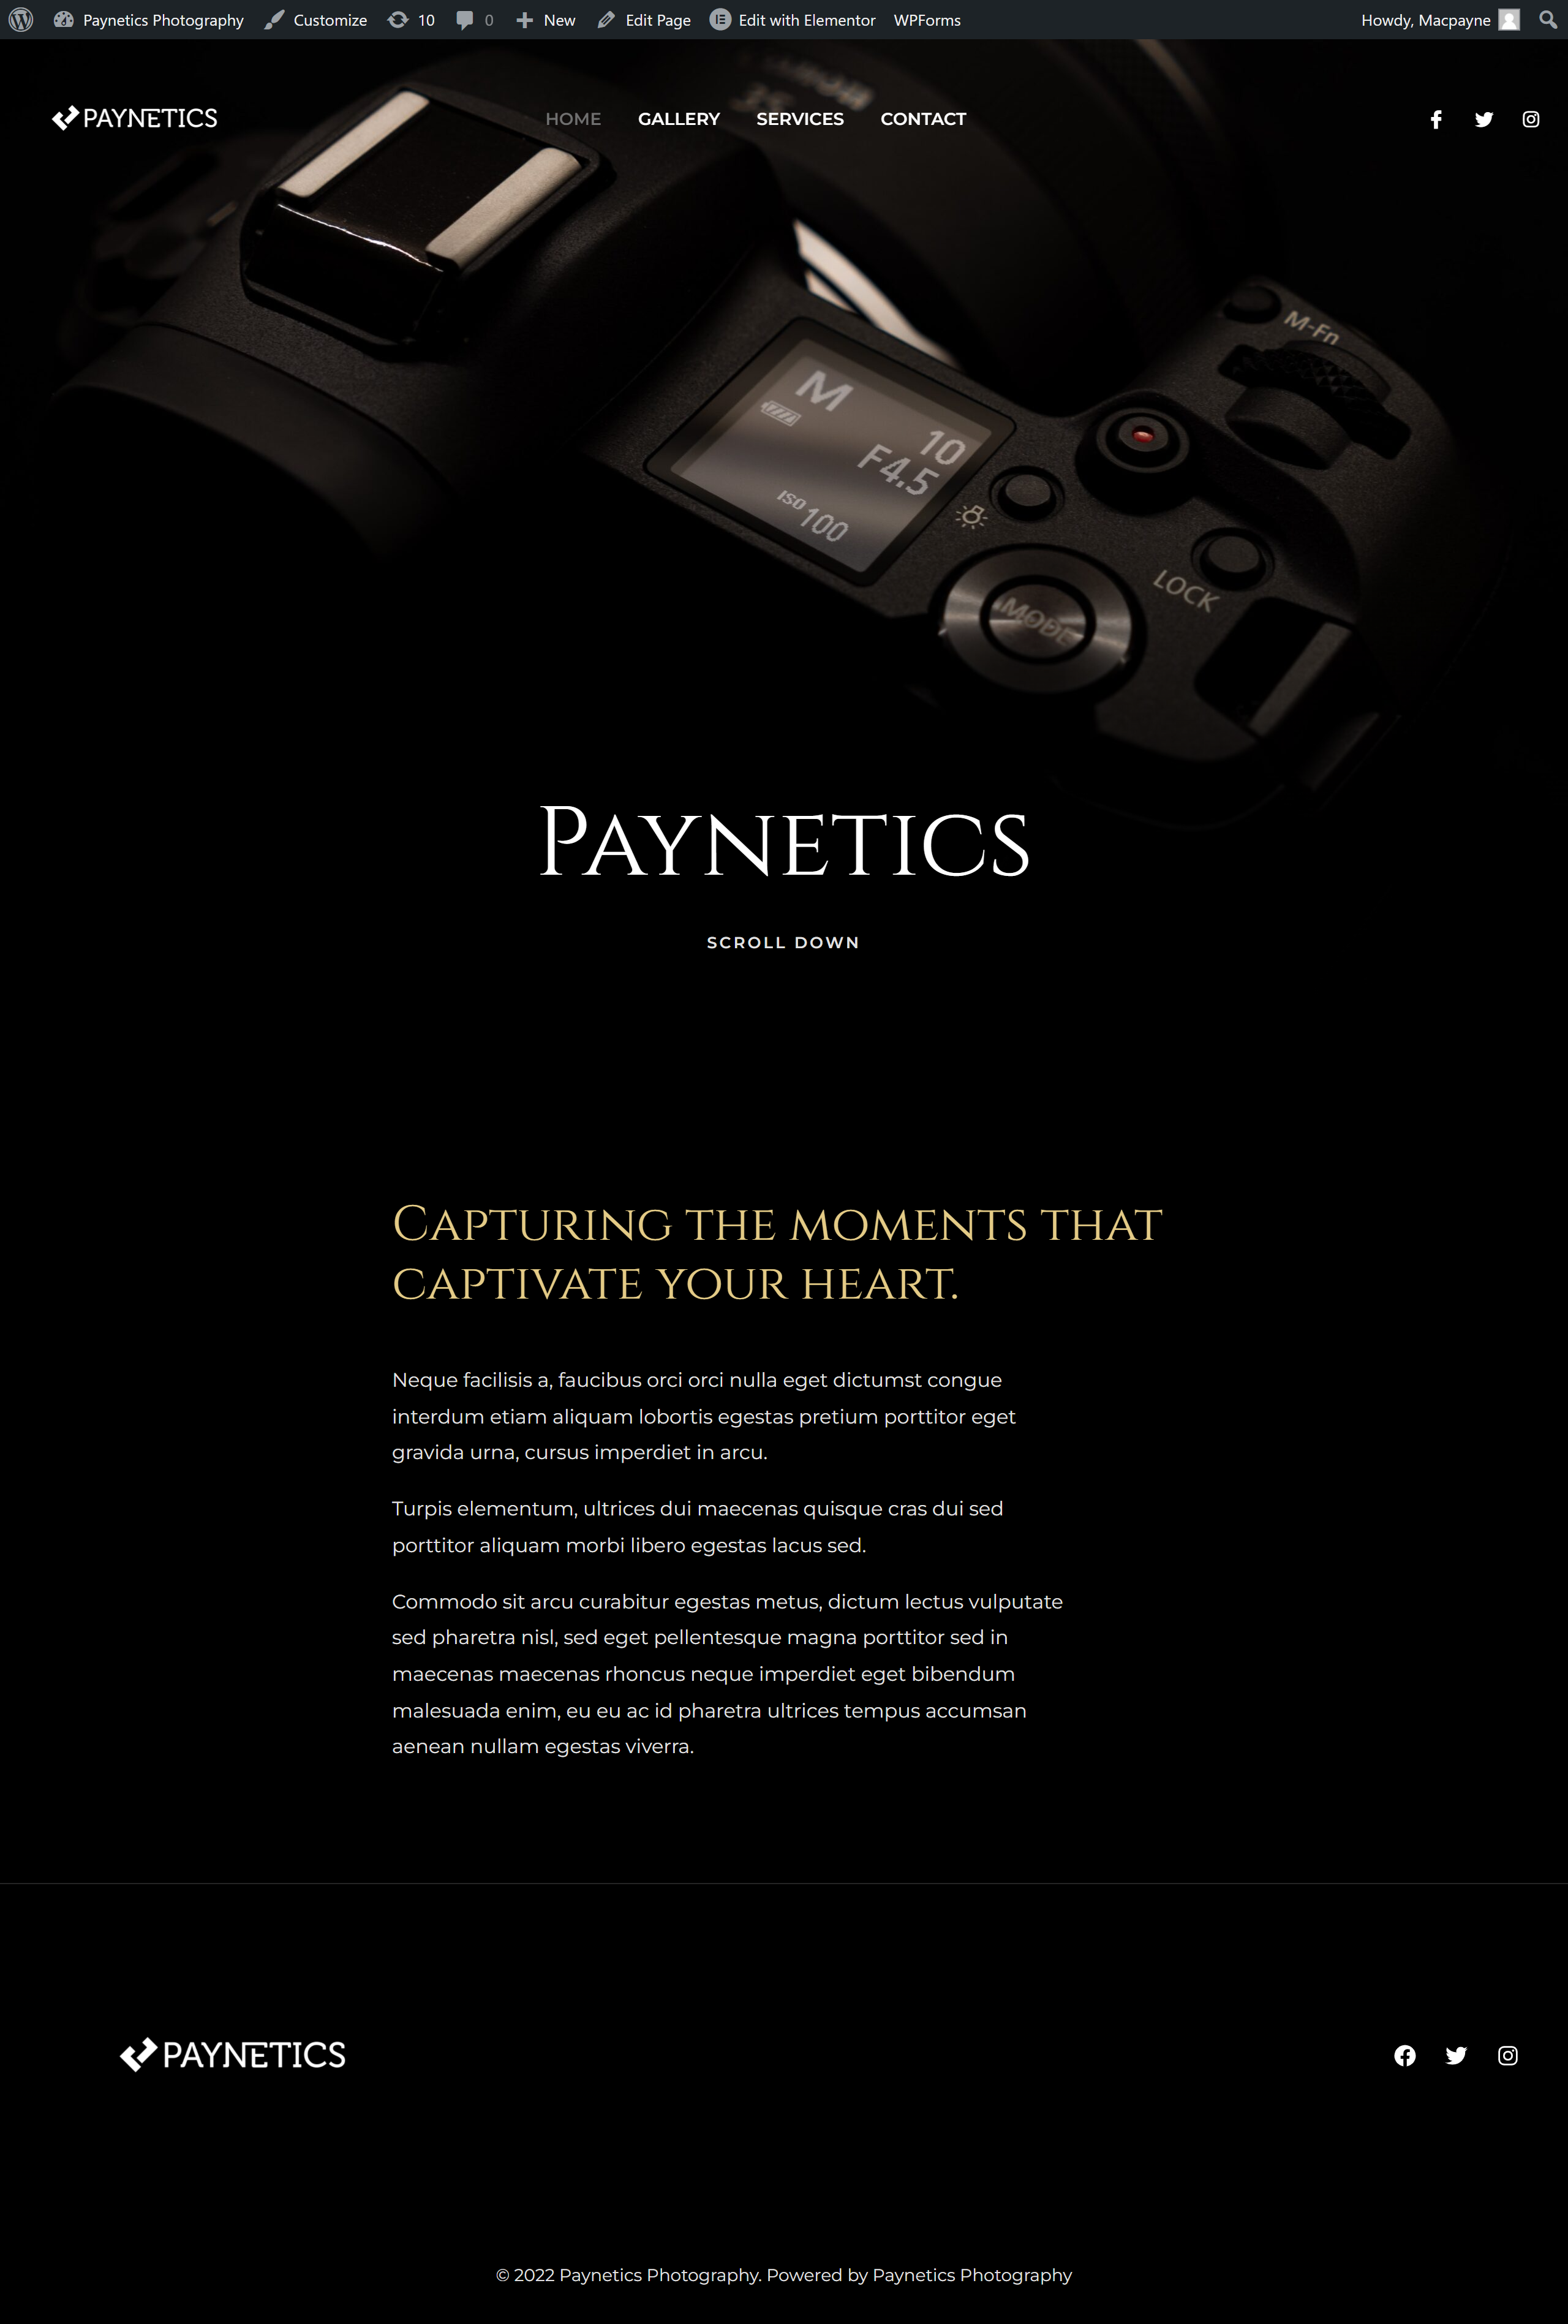 Paynetics Photography Customize 10 0 New Edit Page Edit with Elementor WPForms Howdy, Macpayne
PAYNETICS HOME GALLERY SERVICES CONTACT
M-Fn
M
10
F4.5
ISO 100
LOCK
MODE
Paynetics
SCROLL DOWN
Capturing the moments that
captivate your heart.
Neque facilisis a, faucibus orci orci nulla eget dictumst congue
interdum etiam aliquam lobortis egestas pretium porttitor eget
gravida urna, cursus imperdiet in arcu.
Turpis elementum, ultrices dui maecenas quisque cras dui sed
porttitor aliquam morbi libero egestas lacus sed.
Commodo sit arcu curabitur egestas metus, dictum lectus vulputate
sed pharetra nisl, sed eget pellentesque magna porttitor sed in
maecenas maecenas rhoncus neque imperdiet eget bibendum
malesuada enim, eu eu ac id pharetra ultrices tempus accumsan
aenean nullam egestas viverra.
PAYNETICS
© 2022 Paynetics Photography. Powered by Paynetics Photography